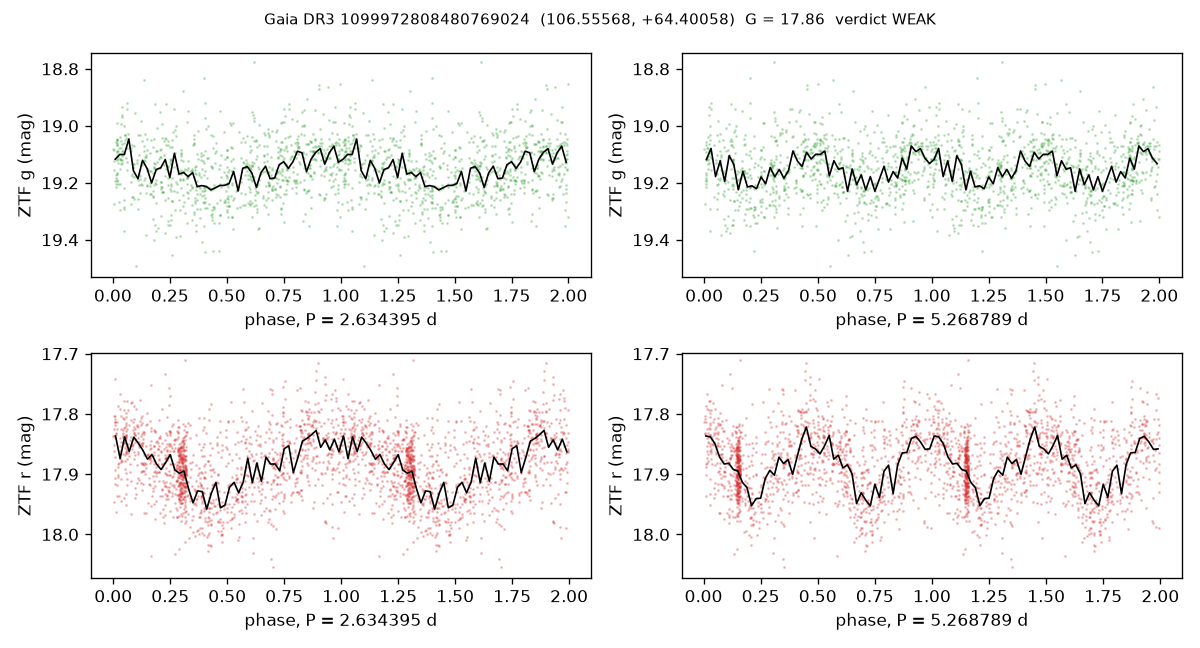 Gaia DR3 1099972808480769024  (106.55568, +64.40058)  G = 17.86  verdict WEAK
18.8
19.0
19.2
19.4
ZTF g (mag)
0.00 0.25 0.50 0.75 1.00 1.25 1.50 1.75 2.00
phase, P = 2.634395 d
18.8
19.0
19.2
19.4
ZTF g (mag)
0.00 0.25 0.50 0.75 1.00 1.25 1.50 1.75 2.00
phase, P = 5.268789 d
17.7
17.8
17.9
18.0
ZTF r (mag)
0.00 0.25 0.50 0.75 1.00 1.25 1.50 1.75 2.00
phase, P = 2.634395 d
17.7
17.8
17.9
18.0
ZTF r (mag)
0.00 0.25 0.50 0.75 1.00 1.25 1.50 1.75 2.00
phase, P = 5.268789 d